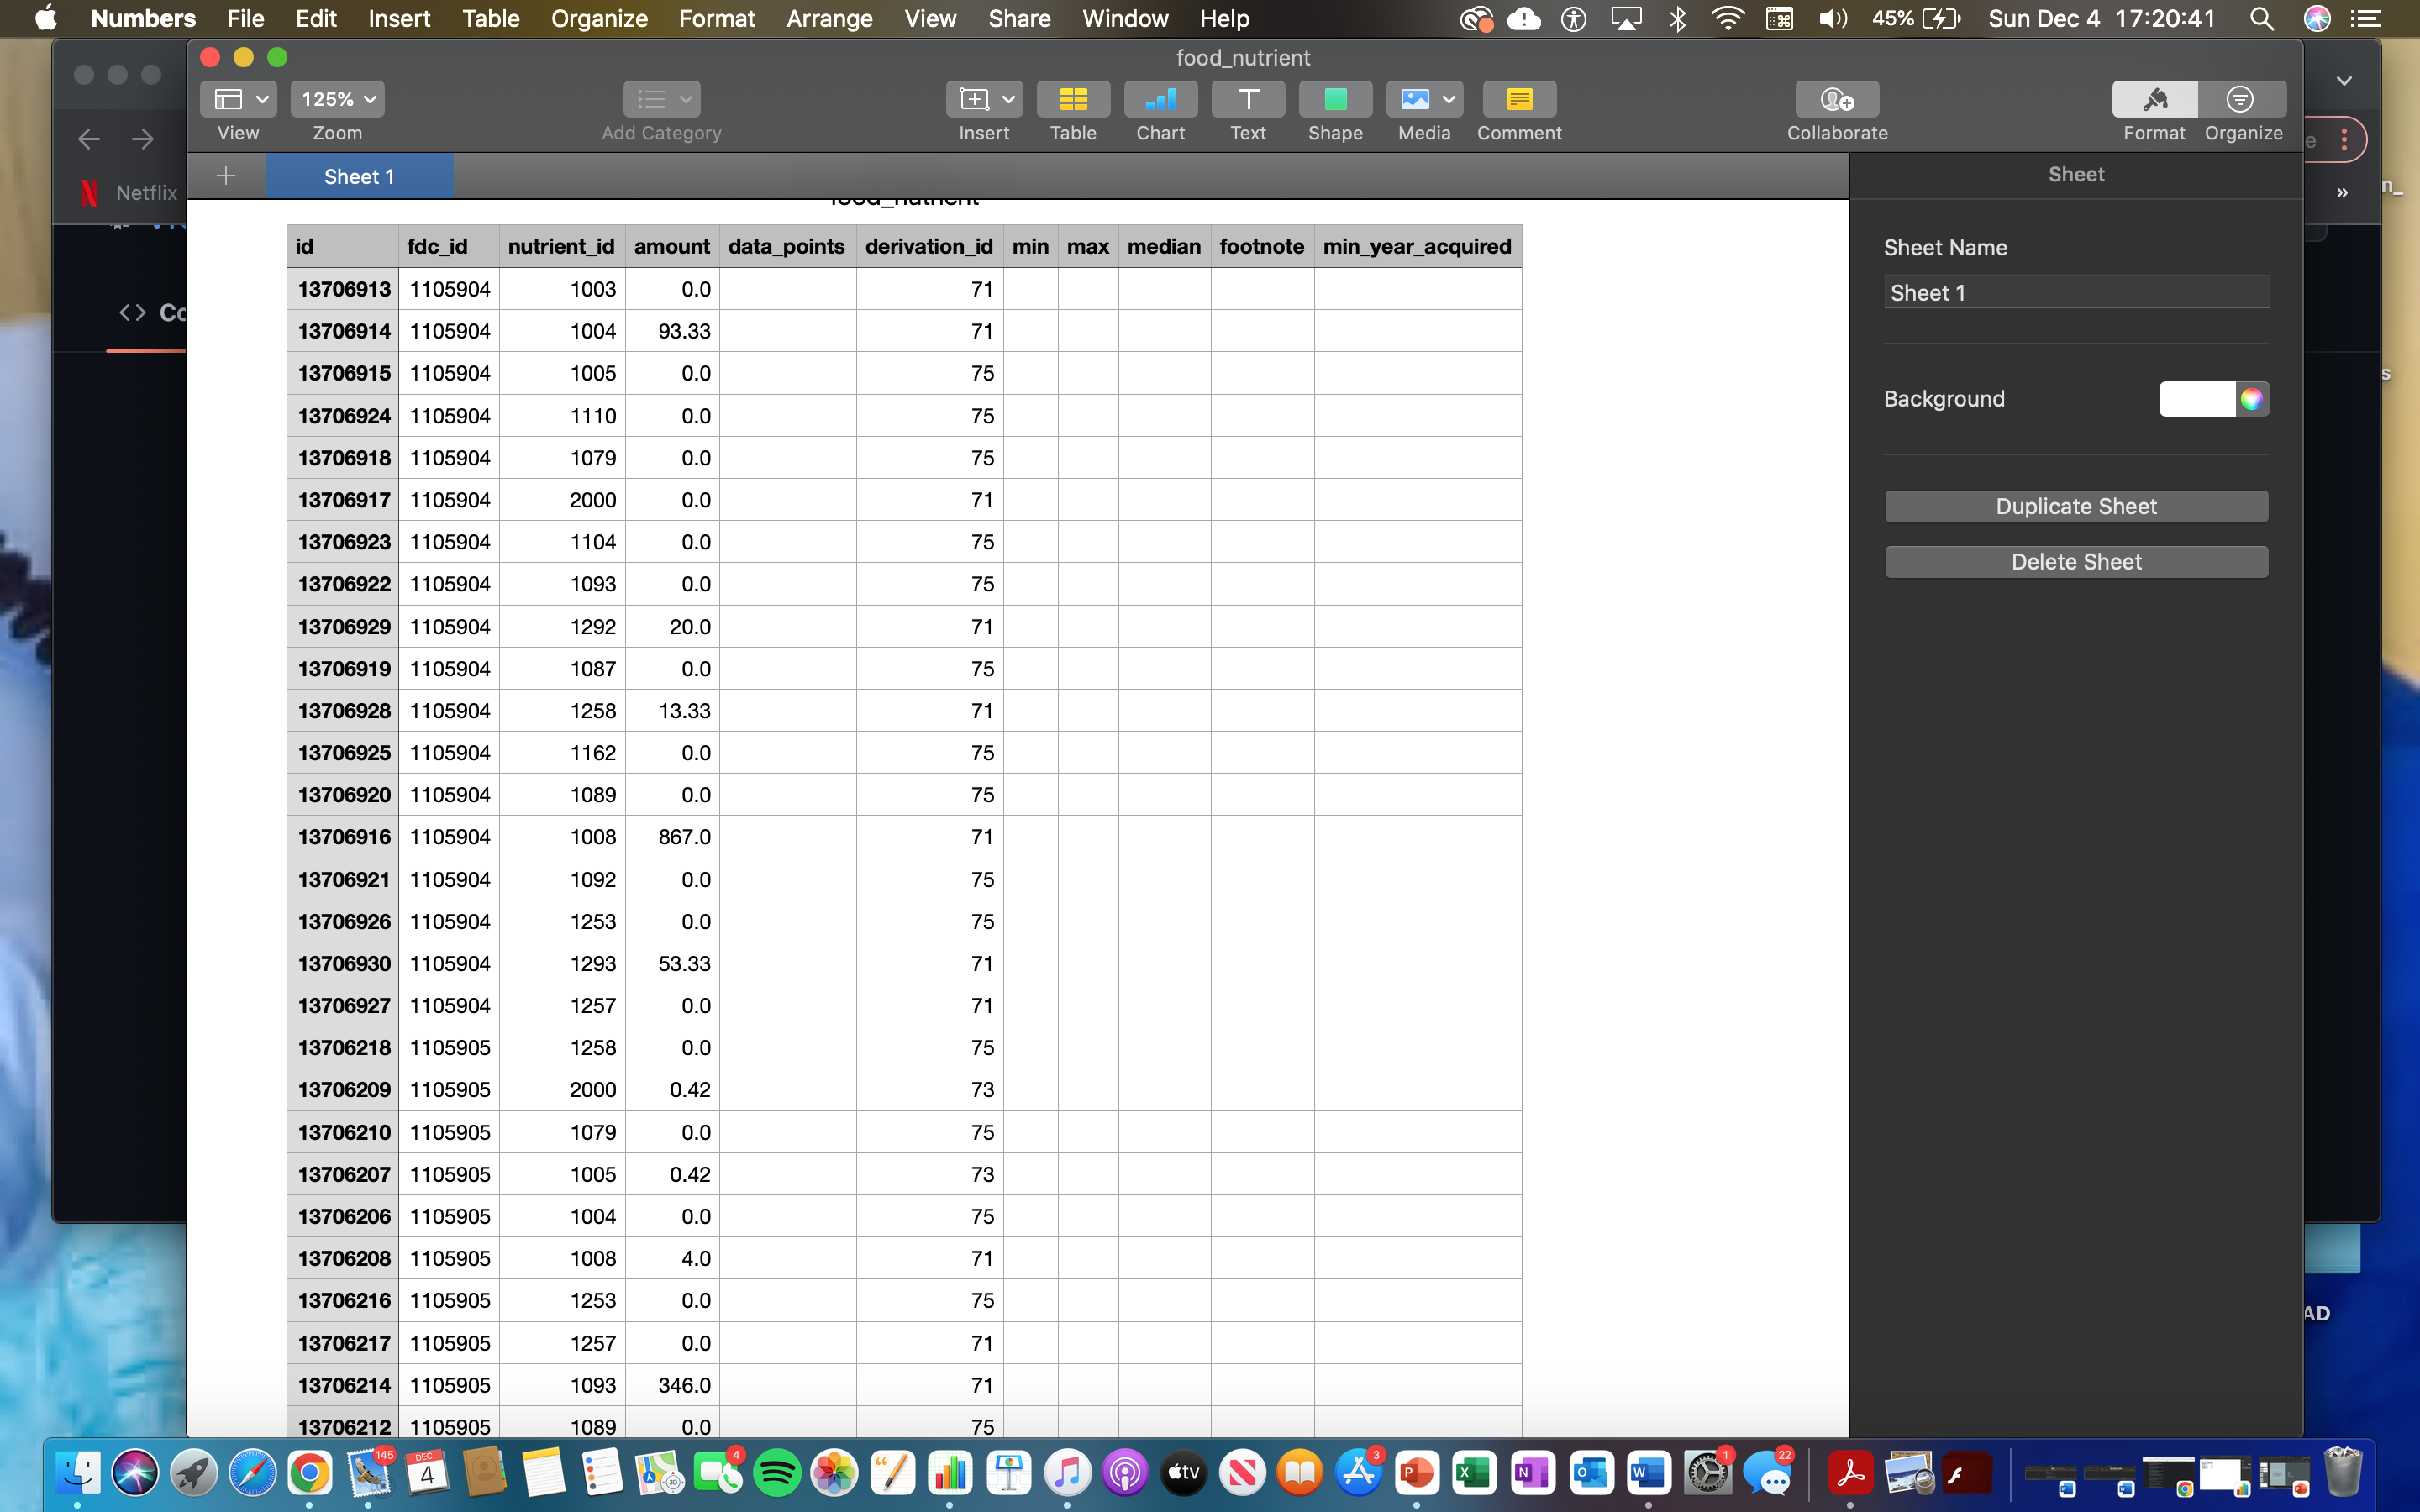 Numbers File Edit Insert Table Organize Format Arrange View Share Window Help 45% Sun Dec 4 17:20:41
food_nutrient
125%
View Zoom Add Category Insert Table Chart Text Shape Media Comment Collaborate Format Organize
Netflix
Sheet 1
Sheet
food_nutrient
id fdc_id nutrient_id amount data_points derivation_id min max median footnote min_year_acquired
13706913 1105904 1003 0.0 71
13706914 1105904 1004 93.33 71
13706915 1105904 1005 0.0 75
13706924 1105904 1110 0.0 75
13706918 1105904 1079 0.0 75
13706917 1105904 2000 0.0 71
13706923 1105904 1104 0.0 75
13706922 1105904 1093 0.0 75
13706929 1105904 1292 20.0 71
13706919 1105904 1087 0.0 75
13706928 1105904 1258 13.33 71
13706925 1105904 1162 0.0 75
13706920 1105904 1089 0.0 75
13706916 1105904 1008 867.0 71
13706921 1105904 1092 0.0 75
13706926 1105904 1253 0.0 75
13706930 1105904 1293 53.33 71
13706927 1105904 1257 0.0 71
13706218 1105905 1258 0.0 75
13706209 1105905 2000 0.42 73
13706210 1105905 1079 0.0 75
13706207 1105905 1005 0.42 73
13706206 1105905 1004 0.0 75
13706208 1105905 1008 4.0 71
13706216 1105905 1253 0.0 75
13706217 1105905 1257 0.0 71
13706214 1105905 1093 346.0 71
13706212 1105905 1089 0.0 75
Sheet Name
Sheet 1
Background
Duplicate Sheet
Delete Sheet
<> Co
AD
145 DEC 4 4 tv 3 P X N O W 1 22